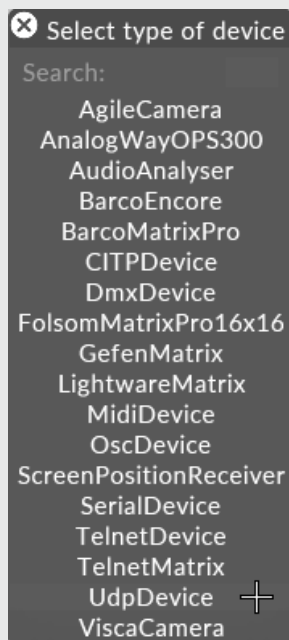 Select type of device
Search:
AgileCamera
AnalogWayOPS300
AudioAnalyser
BarcoEncore
BarcoMatrixPro
CITPDevice
DmxDevice
FolsomMatrixPro16x16
GefenMatrix
LightwareMatrix
MidiDevice
OscDevice
ScreenPositionReceiver
SerialDevice
TelnetDevice
TelnetMatrix
UdpDevice
ViscaCamera